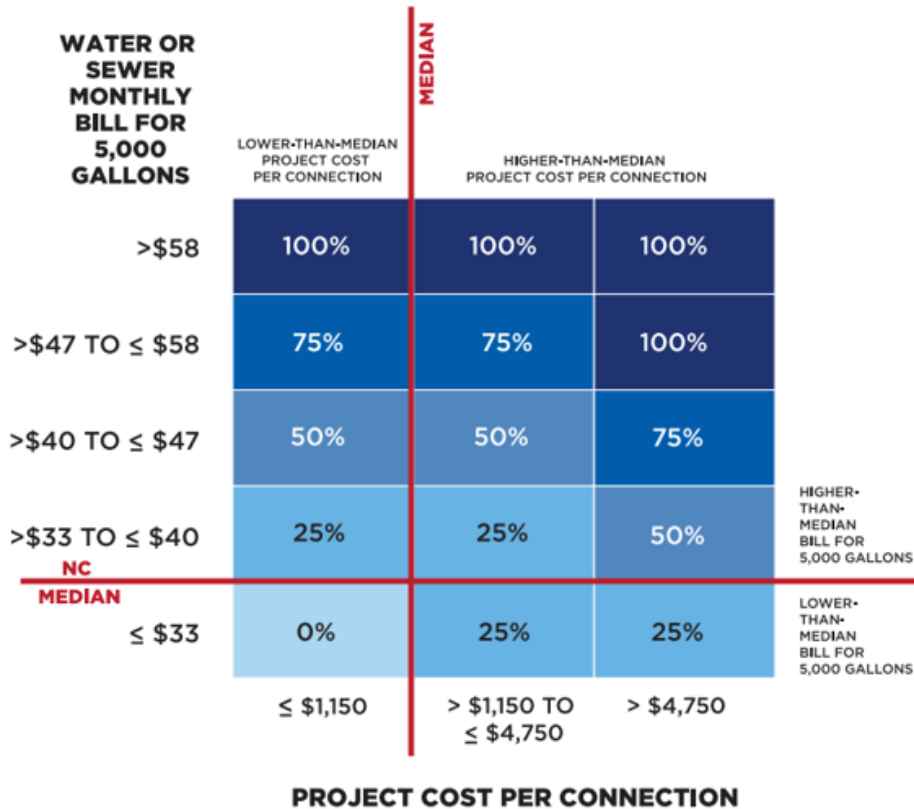 WATER OR
SEWER
MONTHLY
BILL FOR
5,000
GALLONS
MEDIAN
LOWER-THAN-MEDIAN
PROJECT COST
PER CONNECTION
HIGHER-THAN-MEDIAN
PROJECT COST PER CONNECTION
>$58
100%
100%
100%
>$47 TO ≤ $58
75%
75%
100%
>$40 TO ≤ $47
50%
50%
75%
>$33 TO ≤ $40
25%
25%
50%
HIGHER-
THAN-
MEDIAN
BILL FOR
5,000 GALLONS
NC
MEDIAN
≤ $33
0%
25%
25%
LOWER-
THAN-
MEDIAN
BILL FOR
5,000 GALLONS
≤ $1,150
> $1,150 TO
≤ $4,750
> $4,750
PROJECT COST PER CONNECTION